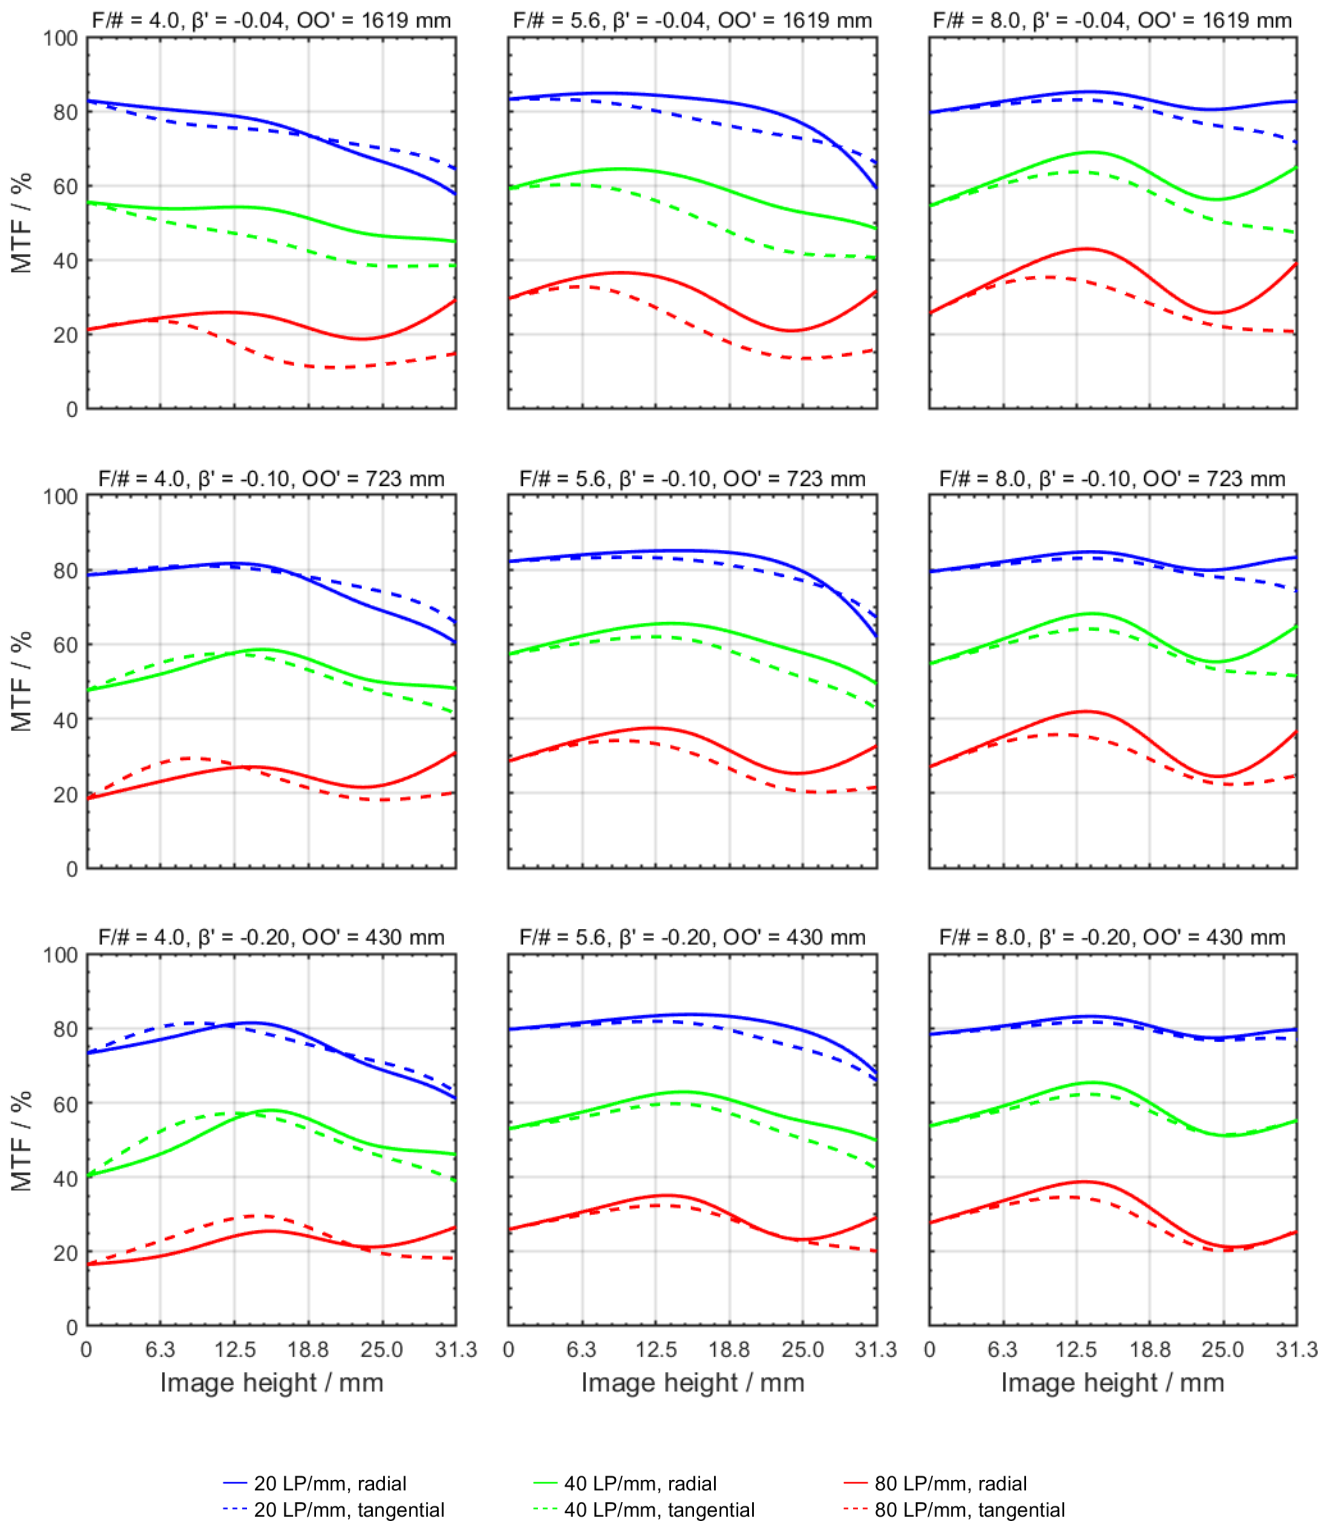 F/# = 4.0, β' = -0.04, OO' = 1619 mm
F/# = 5.6, β' = -0.04, OO' = 1619 mm
F/# = 8.0, β' = -0.04, OO' = 1619 mm
MTF / %
100
80
60
40
20
0
F/# = 4.0, β' = -0.10, OO' = 723 mm
F/# = 5.6, β' = -0.10, OO' = 723 mm
F/# = 8.0, β' = -0.10, OO' = 723 mm
MTF / %
100
80
60
40
20
0
F/# = 4.0, β' = -0.20, OO' = 430 mm
F/# = 5.6, β' = -0.20, OO' = 430 mm
F/# = 8.0, β' = -0.20, OO' = 430 mm
MTF / %
100
80
60
40
20
0
0 6.3 12.5 18.8 25.0 31.3
0 6.3 12.5 18.8 25.0 31.3
0 6.3 12.5 18.8 25.0 31.3
Image height / mm
Image height / mm
Image height / mm
20 LP/mm, radial
20 LP/mm, tangential
40 LP/mm, radial
40 LP/mm, tangential
80 LP/mm, radial
80 LP/mm, tangential